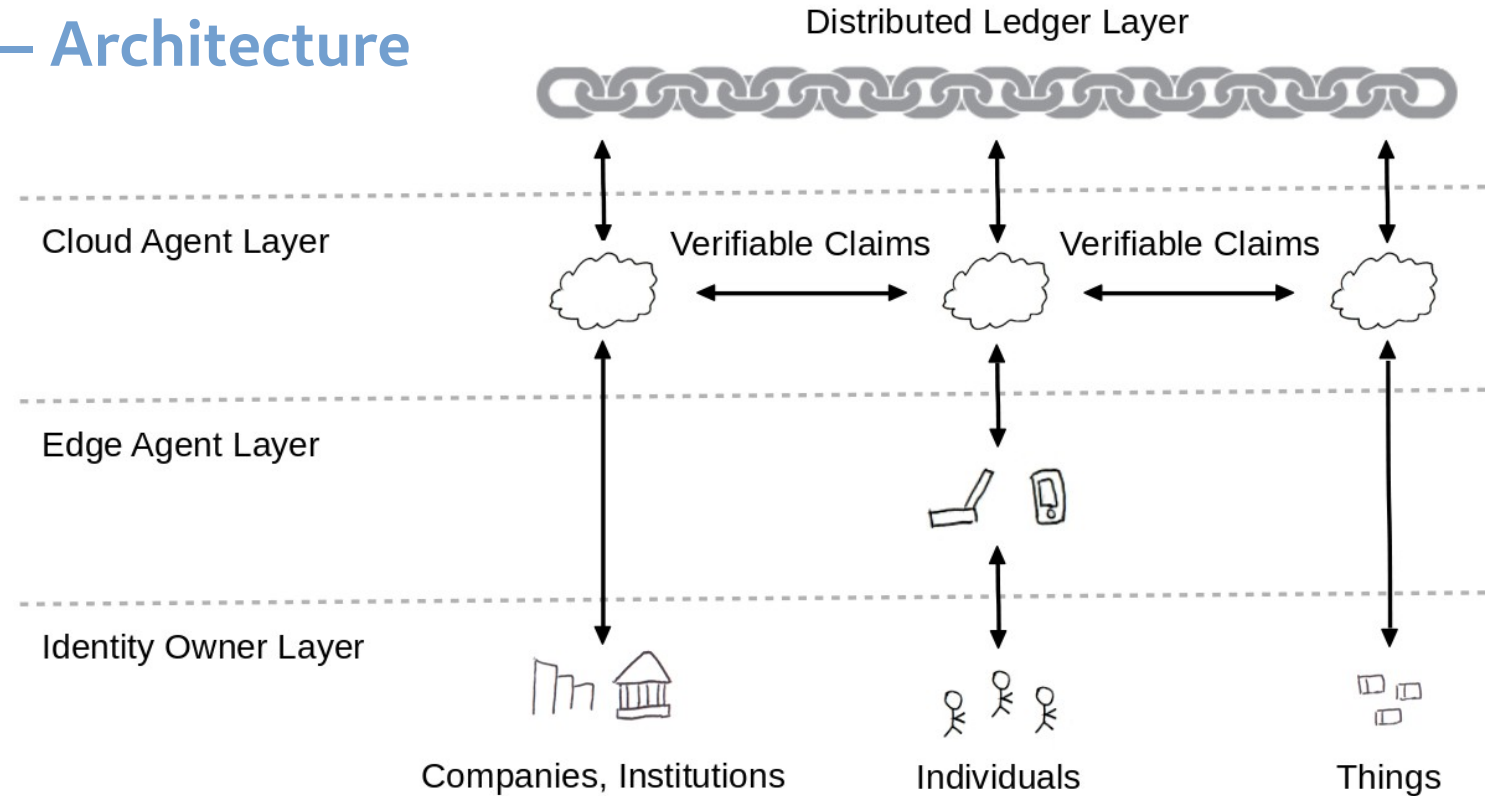 – Architecture
Distributed Ledger Layer
Cloud Agent Layer
Verifiable Claims
Verifiable Claims
Edge Agent Layer
Identity Owner Layer
Companies, Institutions
Individuals
Things